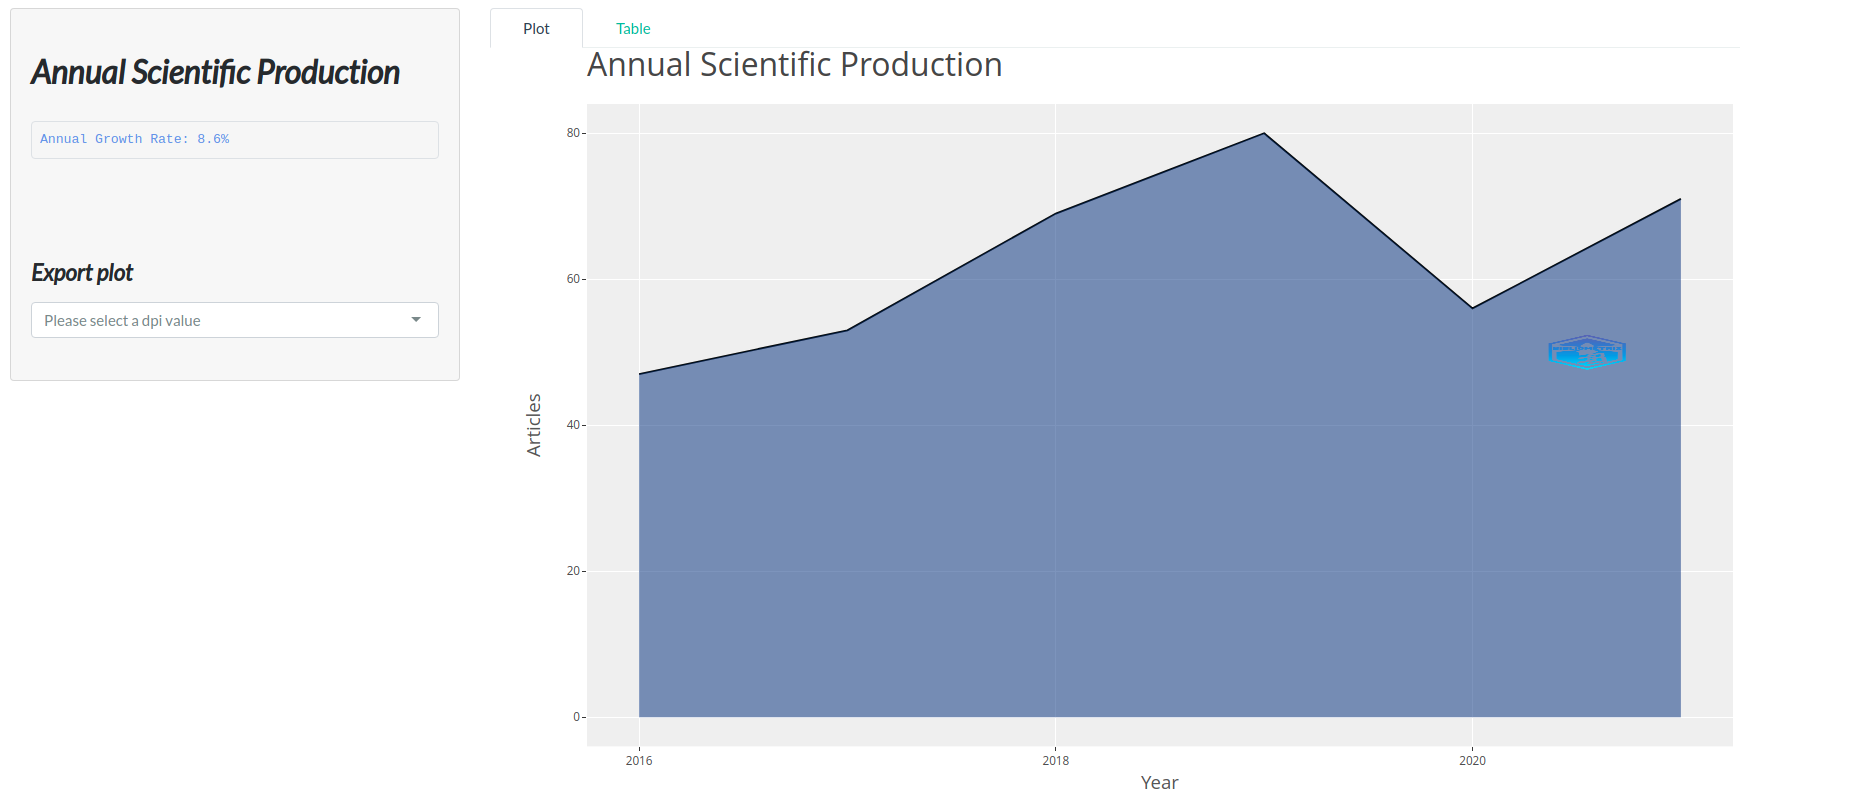 Annual Scientific Production
Annual Growth Rate: 8.6%
Export plot
Please select a dpi value
Plot
Table
Annual Scientific Production
80
60
40
20
0
Articles
2016
2018
2020
Year